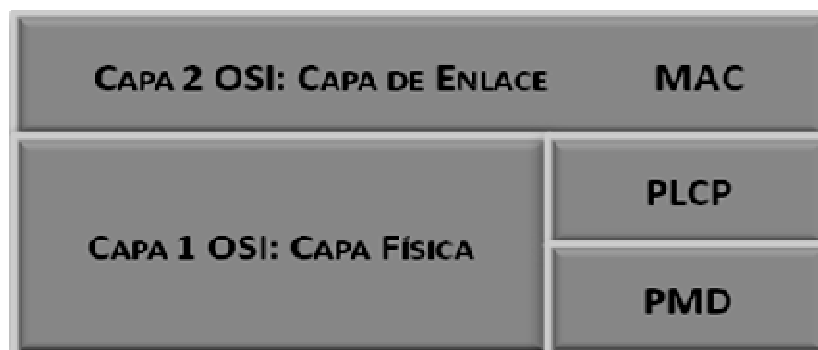 CAPA 2 OSI: CAPA DE ENLACE MAC
PLCP
CAPA 1 OSI: CAPA FÍSICA
PMD